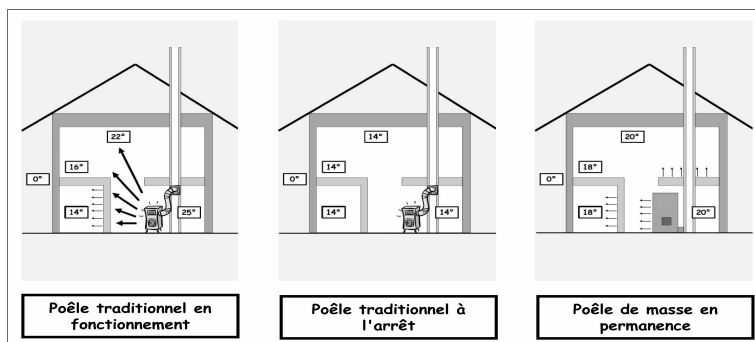 22°
16°
0°
14°
25°
Poêle traditionnel en
fonctionnement
14°
14°
0°
14°
14°
Poêle traditionnel à
l'arrêt
20°
18°
0°
18°
20°
Poêle de masse en
permanence